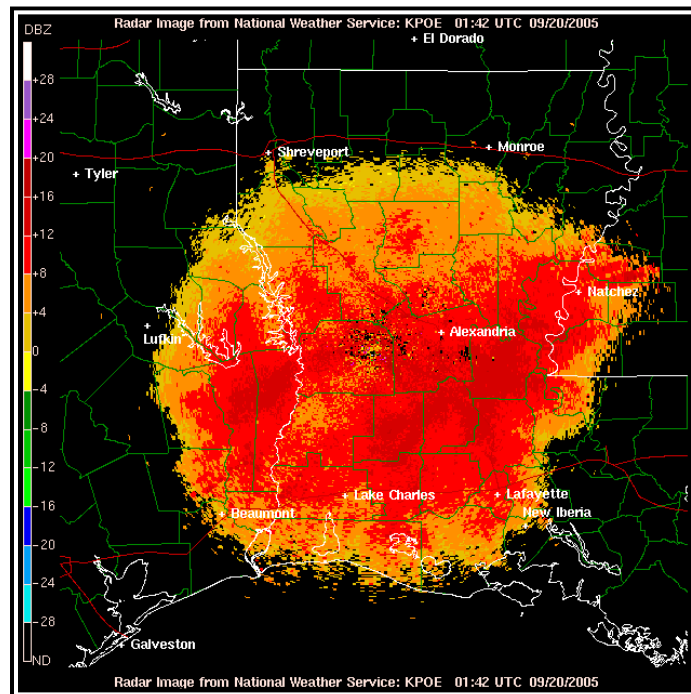 Radar Image from National Weather Service: KPOE 01:42 UTC 09/20/2005
DBZ
El Dorado
+28
+24
Monroe
Shreveport
+20
Tyler
+16
+12
Natchez
+8
Alexandria
Lufkin
+4
0
-4
-8
-12
Lake Charles
Lafayette
-16
Beaumont
New Iberia
-20
-24
-28
Galveston
ND
Radar Image from National Weather Service: KPOE 01:42 UTC 09/20/2005